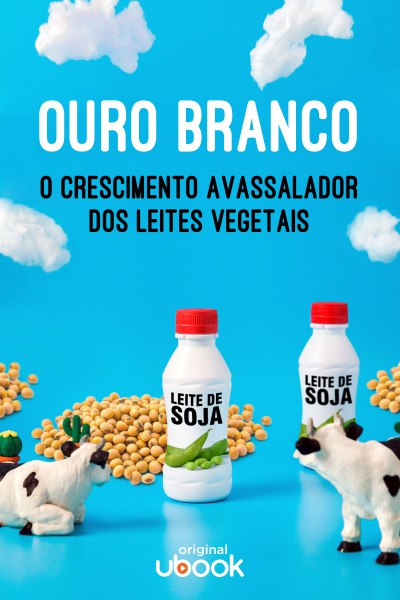 OURO BRANCO
O CRESCIMENTO AVASSALADOR
DOS LEITES VEGETAIS
LEITE DE
SOJA
LEITE DE
SOJA
original
ubook